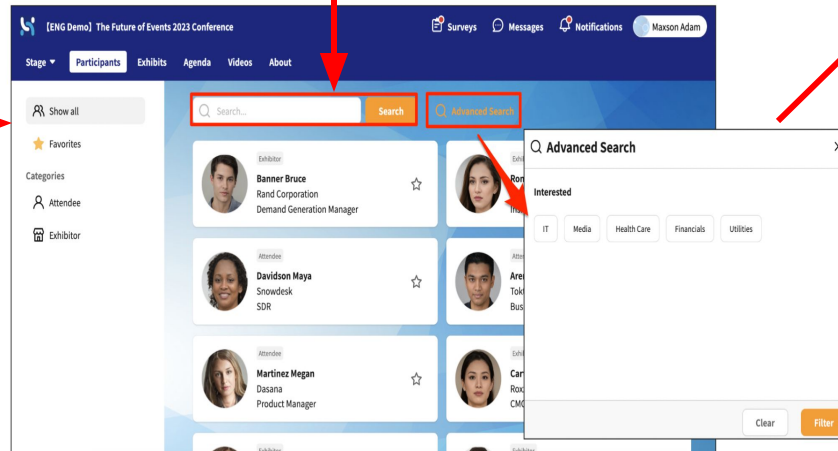 [ENG Demo] The Future of Events 2023 Conference
Surveys
Messages
Notifications
Maxson Adam
Stage
Participants
Exhibits
Agenda
Videos
About
Show all
Favorites
Categories
Attendee
Exhibitor
Search...
Search
Advanced Search
Exhibitor
Banner Bruce
Rand Corporation
Demand Generation Manager
Attendee
Davidson Maya
Snowdesk
SDR
Attendee
Martinez Megan
Dasana
Product Manager
Exhibitor
Exhibitor
Advanced Search
Interested
IT
Media
Health Care
Financials
Utilities
Clear
Filter